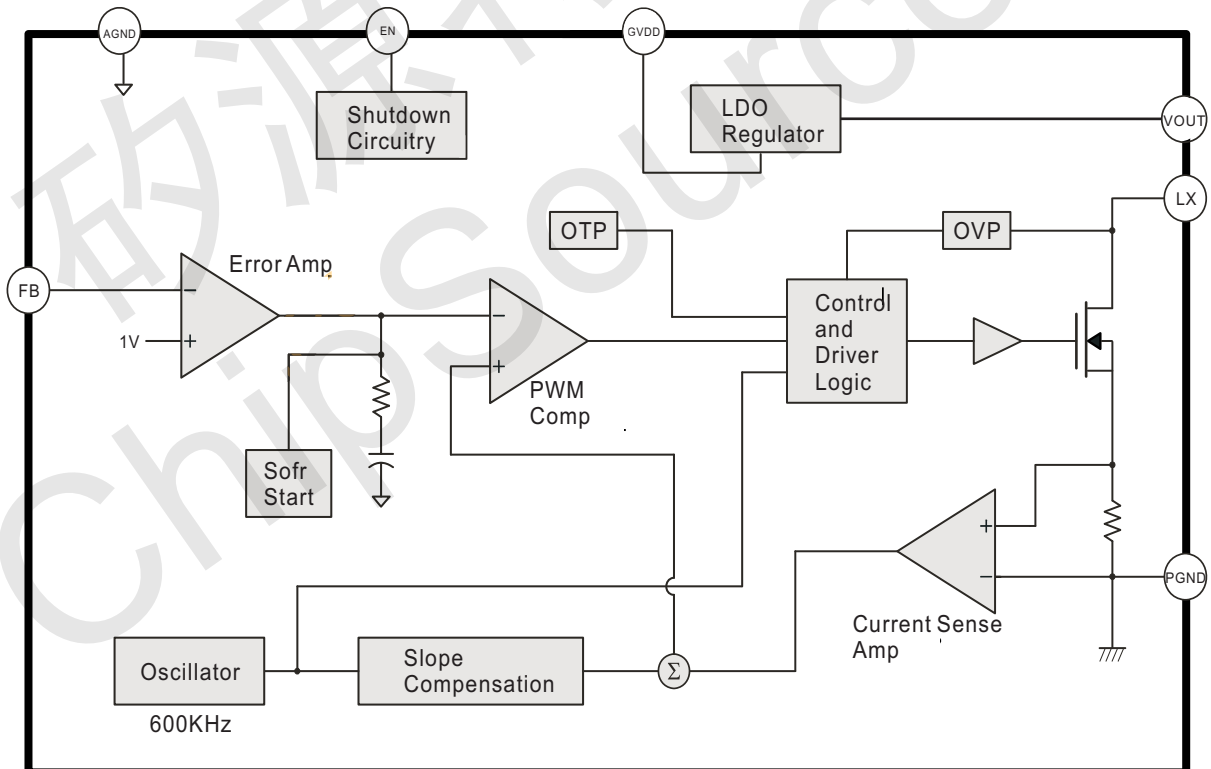 AGND
EN
GVDD
Shutdown
Circuitry
LDO
Regulator
VOUT
LX
OTP
OVP
Error Amp
FB
−
1V
+
−
+
PWM
Comp
Control
and
Driver
Logic
Sofr
Start
+
−
Current Sense
Amp
PGND
Oscillator
600KHz
Slope
Compensation
Σ
矽源
ChipSource